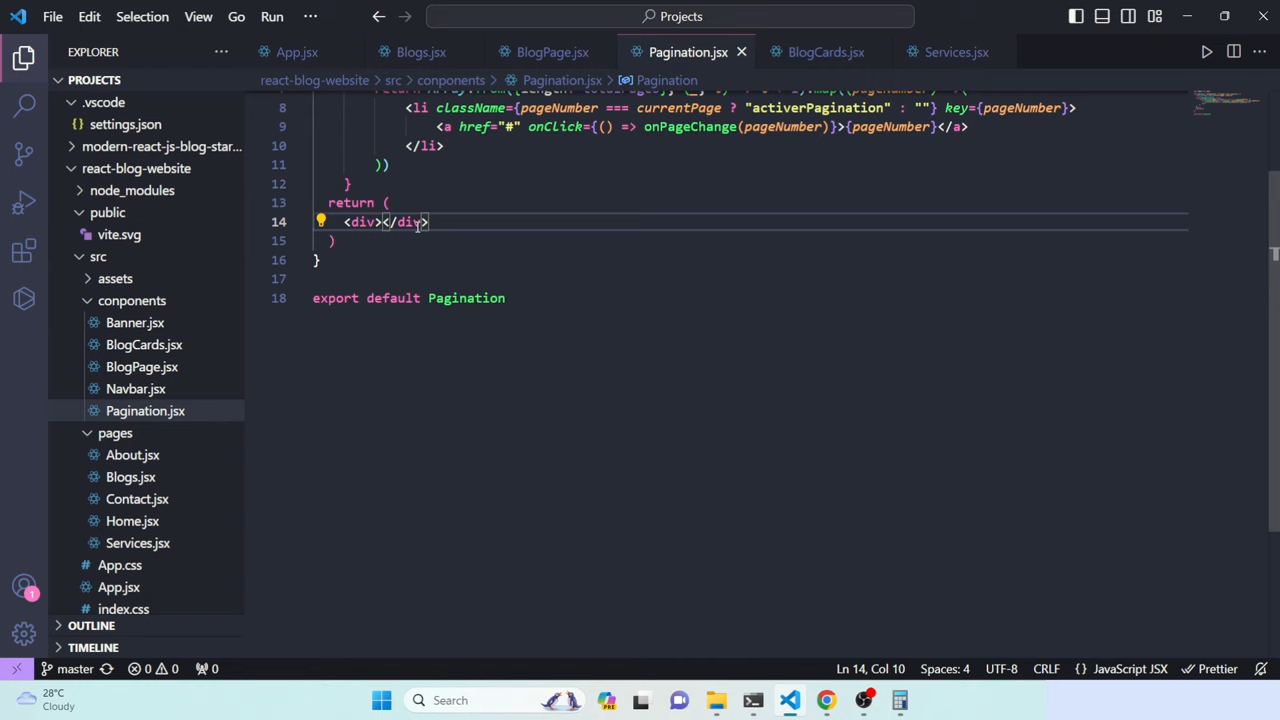 File Edit Selection View Go Run ··· Projects
EXPLORER ···
App.jsx Blogs.jsx BlogPage.jsx Pagination.jsx BlogCards.jsx Services.jsx
PROJECTS
react-blog-website > src > conponents > Pagination.jsx > Pagination
.vscode
settings.json
modern-react-js-blog-star...
react-blog-website
node_modules
public
vite.svg
src
assets
conponents
Banner.jsx
BlogCards.jsx
BlogPage.jsx
Navbar.jsx
Pagination.jsx
pages
About.jsx
Blogs.jsx
Contact.jsx
Home.jsx
Services.jsx
App.css
App.jsx
index.css
OUTLINE
TIMELINE
8 <li className={pageNumber === currentPage ? "activerPagination" : ""} key={pageNumber}>
9 <a href="#" onClick={() => onPageChange(pageNumber)}>{pageNumber}</a>
10 </li>
11 ))
12 }
13 return (
14 <div></div>
15 )
16 }
17
18 export default Pagination
1
master 0 0 0 Ln 14, Col 10 Spaces: 4 UTF-8 CRLF {} JavaScript JSX Prettier
28°C
Cloudy
Search
PRE